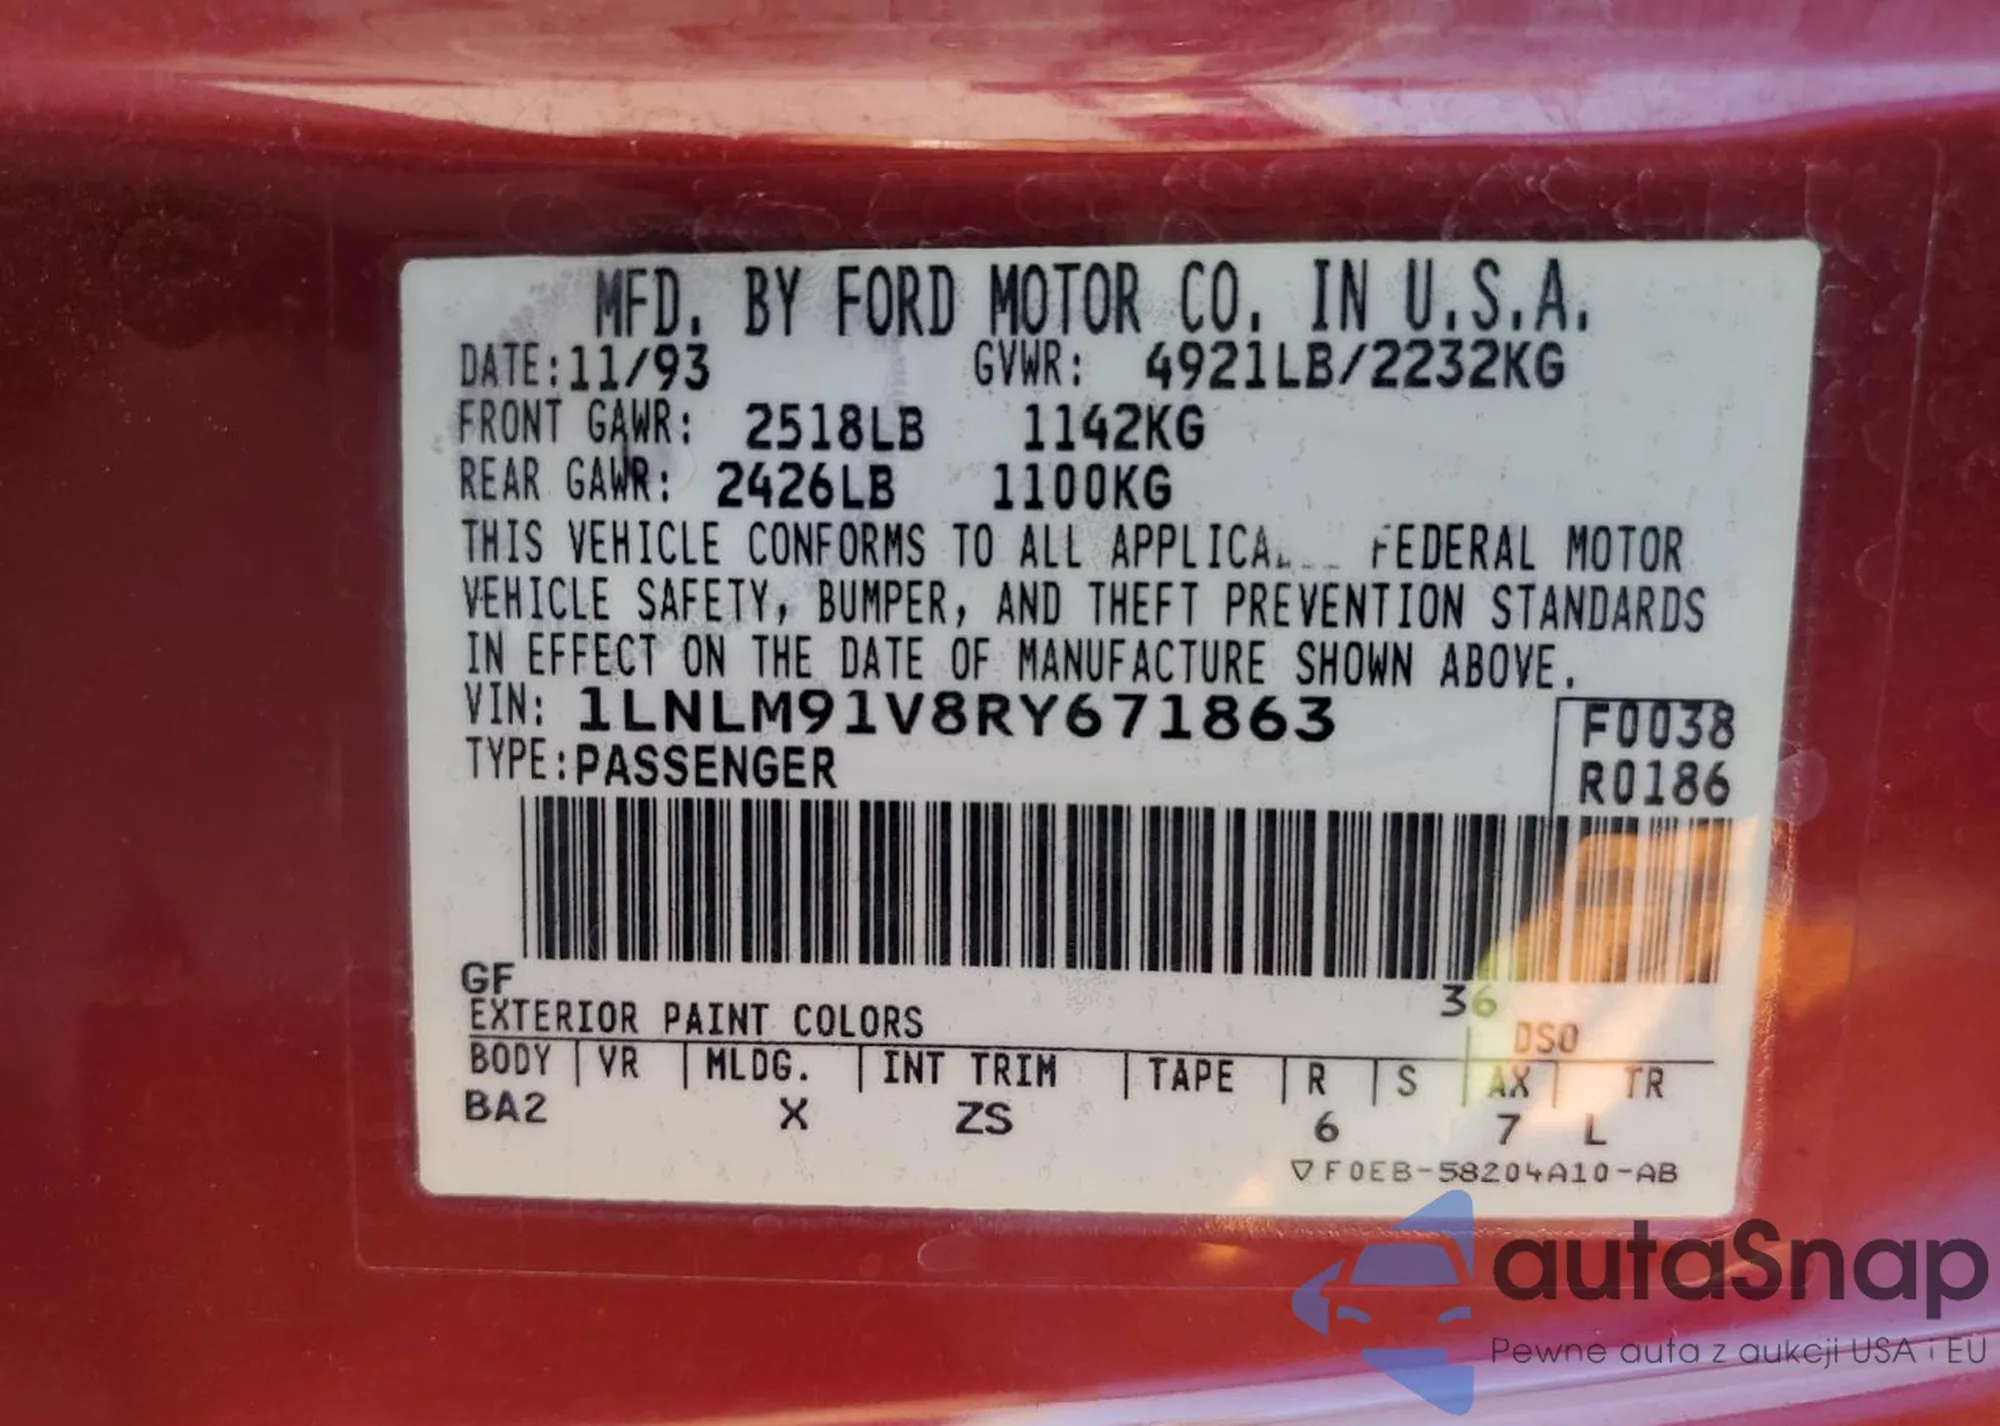 MFD. BY FORD MOTOR CO. IN U.S.A.
DATE: 11/93 GVWR: 4921LB/2232KG
FRONT GAWR: 2518LB 1142KG
REAR GAWR: 2426LB 1100KG
THIS VEHICLE CONFORMS TO ALL FEDERAL MOTOR
VEHICLE SAFETY, BUMPER, AND THEFT PREVENTION STANDARDS
IN EFFECT ON THE DATE OF MANUFACTURE SHOWN ABOVE.
VIN: 1LNLM91V8RY671863 F0038
TYPE: PASSENGER R0186
GF 36
EXTERIOR PAINT COLORS DSO
BODY VR MLDG. INT TRIM TAPE R S AX TR
BA2 X ZS 6 7 L
▽F0EB-58204A10-AB
autaSnap
Pewne auta z aukcji USA i EU